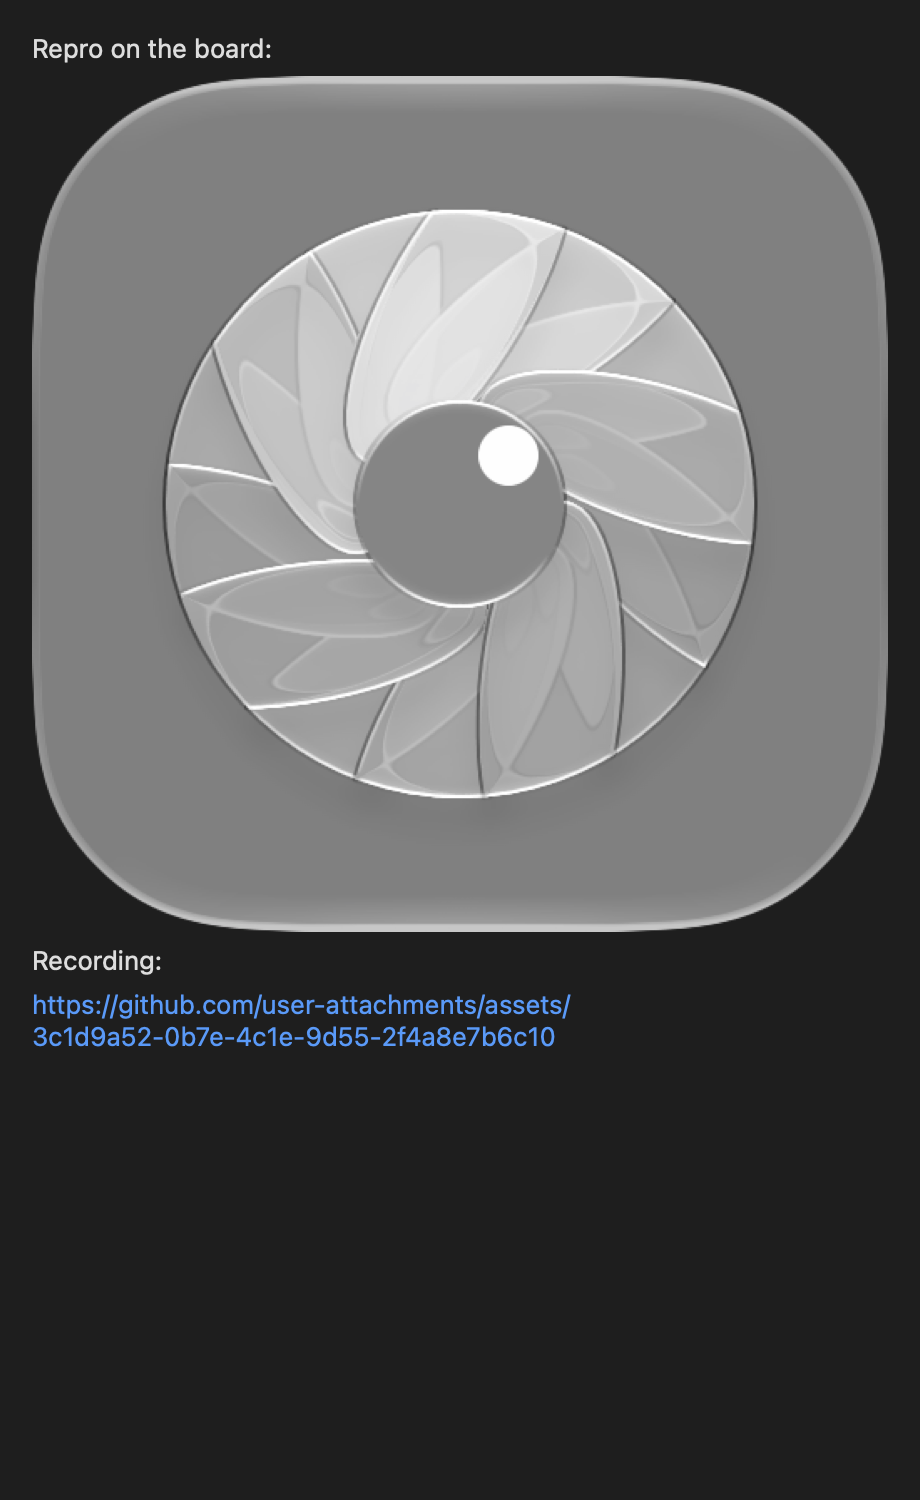 Repro on the board:
Recording:
https://github.com/user-attachments/assets/
3c1d9a52-0b7e-4c1e-9d55-2f4a8e7b6c10